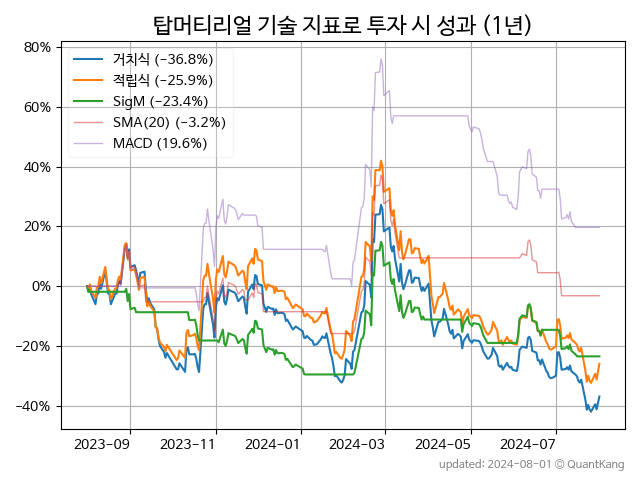 탑머티리얼 기술 지표로 투자 시 성과 (1년)
80%
60%
40%
20%
0%
−20%
−40%
거치식 (−36.8%)
적립식 (−25.9%)
SigM (−23.4%)
SMA(20) (−3.2%)
MACD (19.6%)
2023-09 2023-11 2024-01 2024-03 2024-05 2024-07
updated: 2024-08-01 © QuantKang